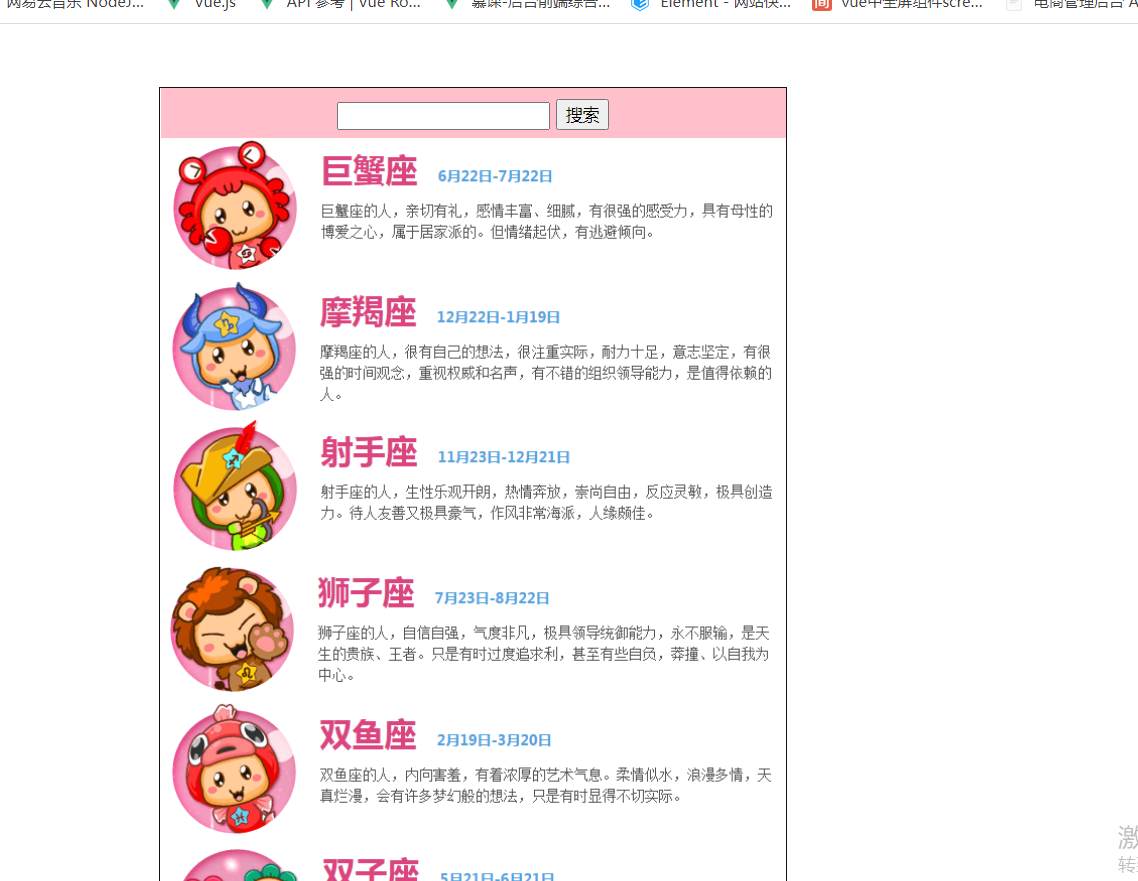 网易云音乐 NodeJ... Vue.js API 参考 | Vue Ro... 慕课-后台前端综合... Element - 网站快... vue中全屏组件scre... 电商管理后台 A
搜索
巨蟹座 6月22日-7月22日
巨蟹座的人，亲切有礼，感情丰富、细腻，有很强的感受力，具有母性的
博爱之心，属于居家派的。但情绪起伏，有逃避倾向。
摩羯座 12月22日-1月19日
摩羯座的人，很有自己的想法，很注重实际，耐力十足，意志坚定，有很
强的时间观念，重视权威和名声，有不错的组织领导能力，是值得依赖的
人。
射手座 11月23日-12月21日
射手座的人，生性乐观开朗，热情奔放，崇尚自由，反应灵敏，极具创造
力。待人友善又极具豪气，作风非常海派，人缘颇佳。
狮子座 7月23日-8月22日
狮子座的人，自信自强，气度非凡，极具领导统御能力，永不服输，是天
生的贵族、王者。只是有时过度追求利，甚至有些自负，莽撞、以自我为
中心。
双鱼座 2月19日-3月20日
双鱼座的人，内向害羞，有着浓厚的艺术气息。柔情似水，浪漫多情，天
真烂漫，会有许多梦幻般的想法，只是有时显得不切实际。
双子座 5月21日-6月21日
激
转